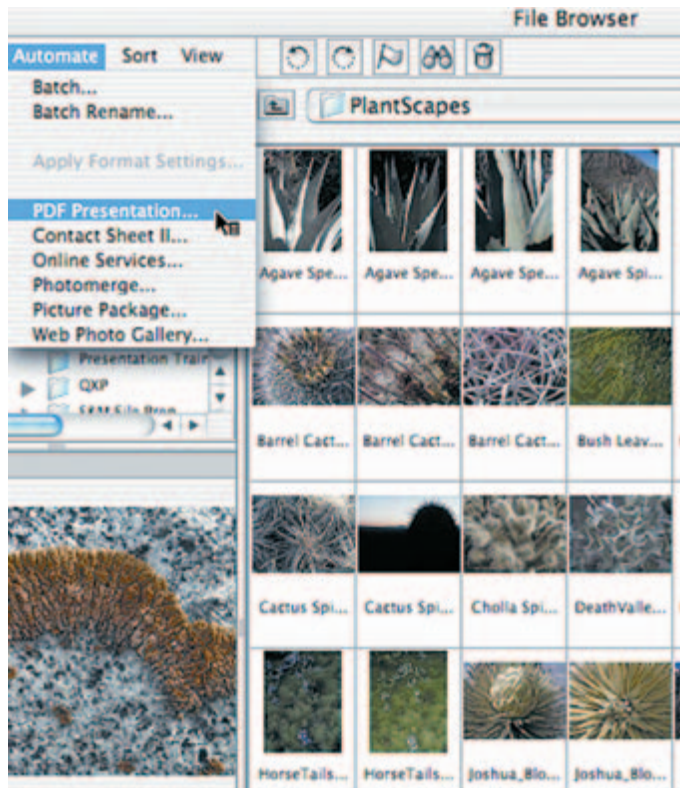 File Browser
Automate Sort View
Batch...
Batch Rename...
Apply Format Settings...
PDF Presentation...
Contact Sheet II...
Online Services...
Photomerge...
Picture Package...
Web Photo Gallery...
Presentation Train
QXP
PlantScapes
Agave Spe... Agave Spe... Agave Spe... Agave Spi...
Barrel Cact... Barrel Cact... Barrel Cact... Bush Leav...
Cactus Spi... Cactus Spi... Cholla Spi... DeathValle...
HorseTails... HorseTails... Joshua_Blo... Joshua_Blo...